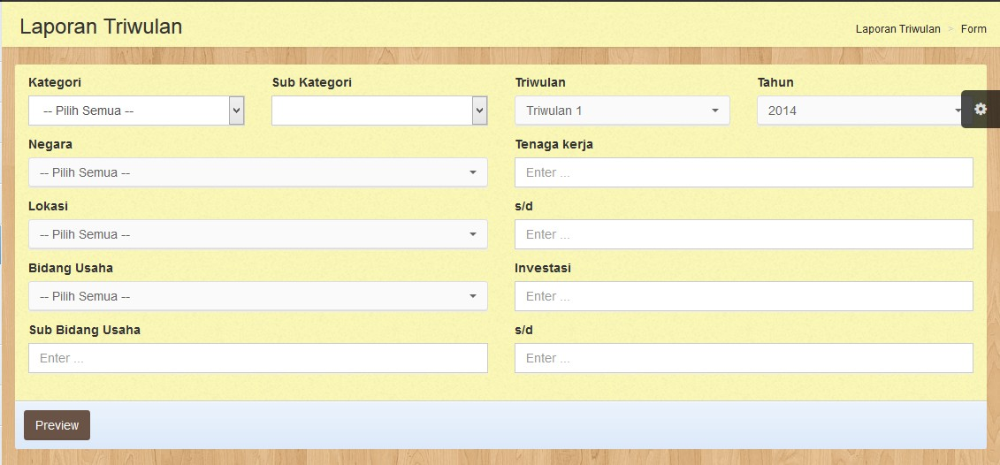 Laporan Triwulan
Laporan Triwulan > Form
Kategori Sub Kategori Triwulan Tahun
-- Pilih Semua -- Triwulan 1 2014
Negara Tenaga kerja
-- Pilih Semua -- Enter ...
Lokasi s/d
-- Pilih Semua -- Enter ...
Bidang Usaha Investasi
-- Pilih Semua -- Enter ...
Sub Bidang Usaha s/d
Enter ... Enter ...
Preview